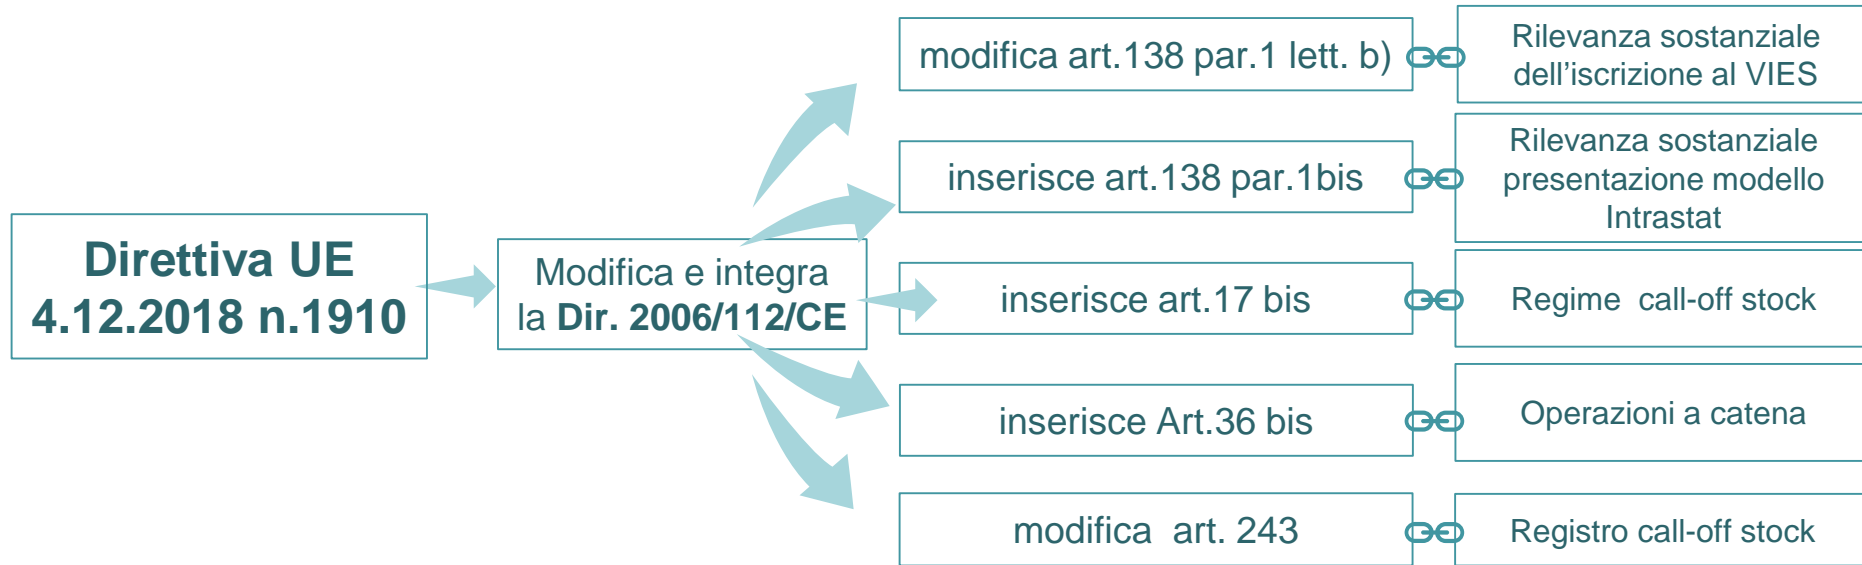 Direttiva UE
4.12.2018 n.1910
Modifica e integra
la Dir. 2006/112/CE
modifica art.138 par.1 lett. b)
Rilevanza sostanziale
dell’iscrizione al VIES
inserisce art.138 par.1bis
Rilevanza sostanziale
presentazione modello
Intrastat
inserisce art.17 bis
Regime call-off stock
inserisce Art.36 bis
Operazioni a catena
modifica art. 243
Registro call-off stock